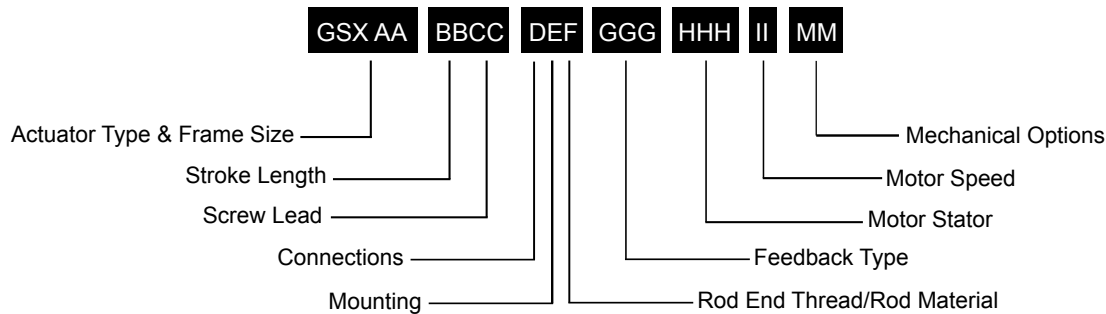 GSX AA BBCC DEF GGG HHH II MM
Actuator Type & Frame Size
Mechanical Options
Stroke Length
Motor Speed
Screw Lead
Motor Stator
Connections
Feedback Type
Mounting
Rod End Thread/Rod Material